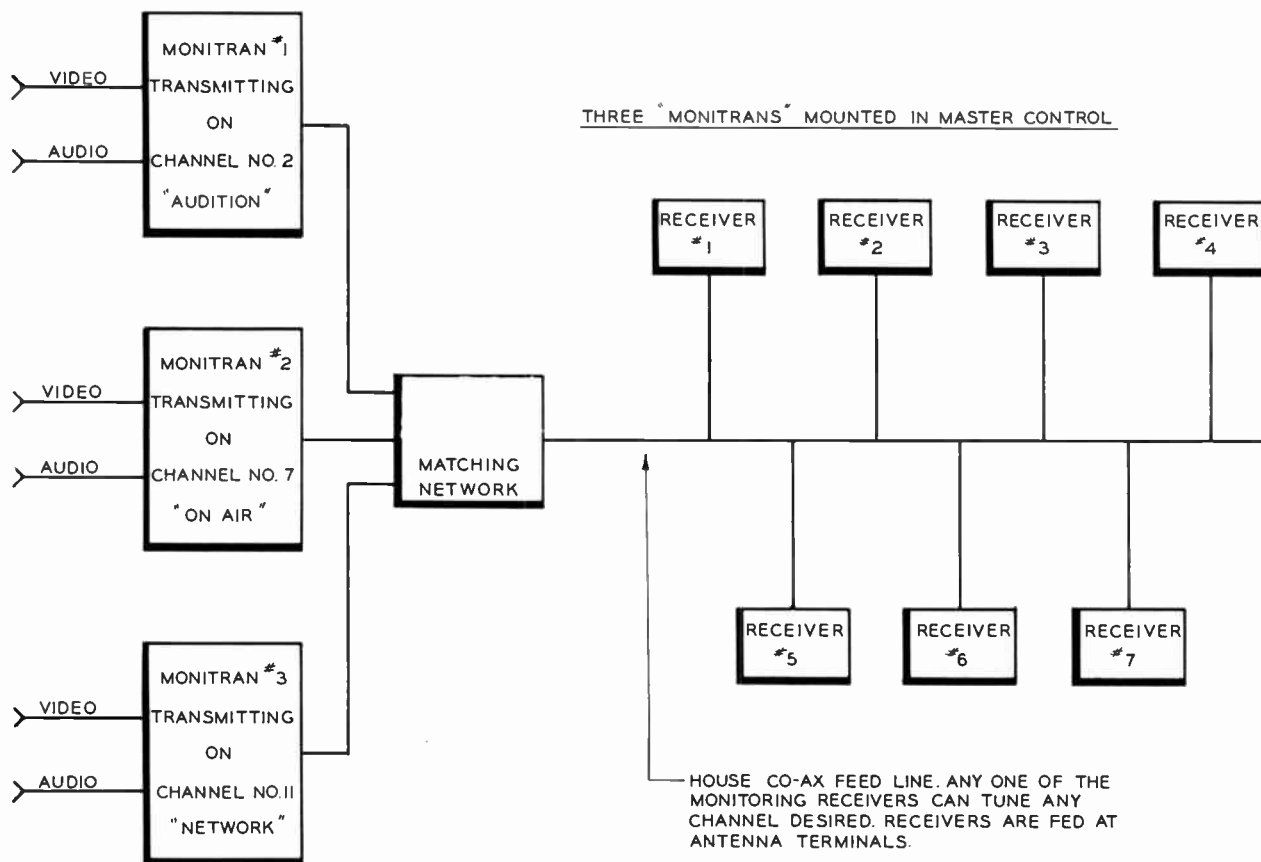 VIDEO
AUDIO
MONITRAN #1
TRANSMITTING
ON
CHANNEL NO. 2
"AUDITION"
VIDEO
AUDIO
MONITRAN #2
TRANSMITTING
ON
CHANNEL NO. 7
"ON AIR"
VIDEO
AUDIO
MONITRAN #3
TRANSMITTING
ON
CHANNEL NO. 11
"NETWORK"
MATCHING
NETWORK
THREE "MONITRANS" MOUNTED IN MASTER CONTROL
RECEIVER
#1
RECEIVER
#2
RECEIVER
#3
RECEIVER
#4
RECEIVER
#5
RECEIVER
#6
RECEIVER
#7
HOUSE CO-AX FEED LINE. ANY ONE OF THE
MONITORING RECEIVERS CAN TUNE ANY
CHANNEL DESIRED. RECEIVERS ARE FED AT
ANTENNA TERMINALS.